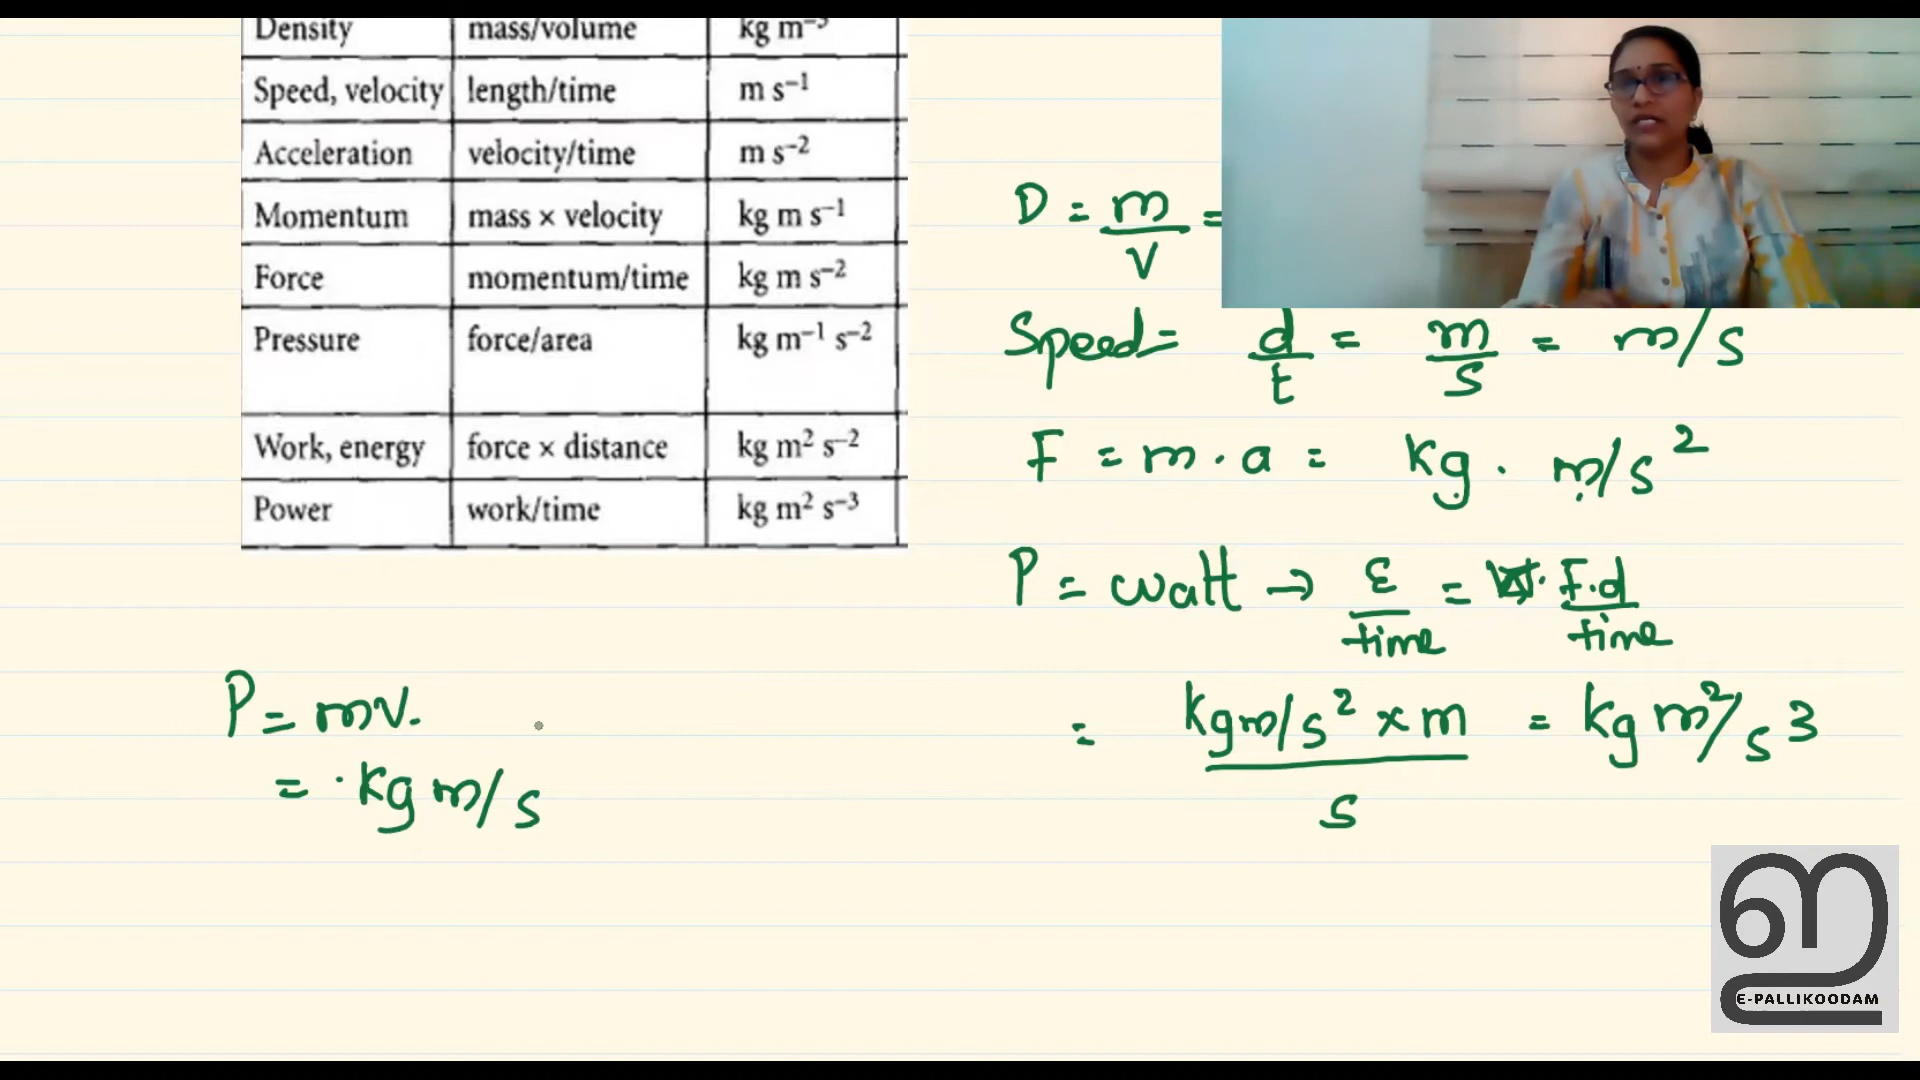 Density mass/volume kg m⁻³
Speed, velocity length/time m s⁻¹
Acceleration velocity/time m s⁻²
Momentum mass × velocity kg m s⁻¹
Force momentum/time kg m s⁻²
Pressure force/area kg m⁻¹ s⁻²
Work, energy force × distance kg m² s⁻²
Power work/time kg m² s⁻³
D = m/V =
Speed = d/t = m/s = m/s
F = m . a = kg . m/s²
P = watt → E/time = F.d/time
= kgm/s² × m / s = kg m²/s3
P = mv.
= . kg m/s
E-PALLIKOODAM